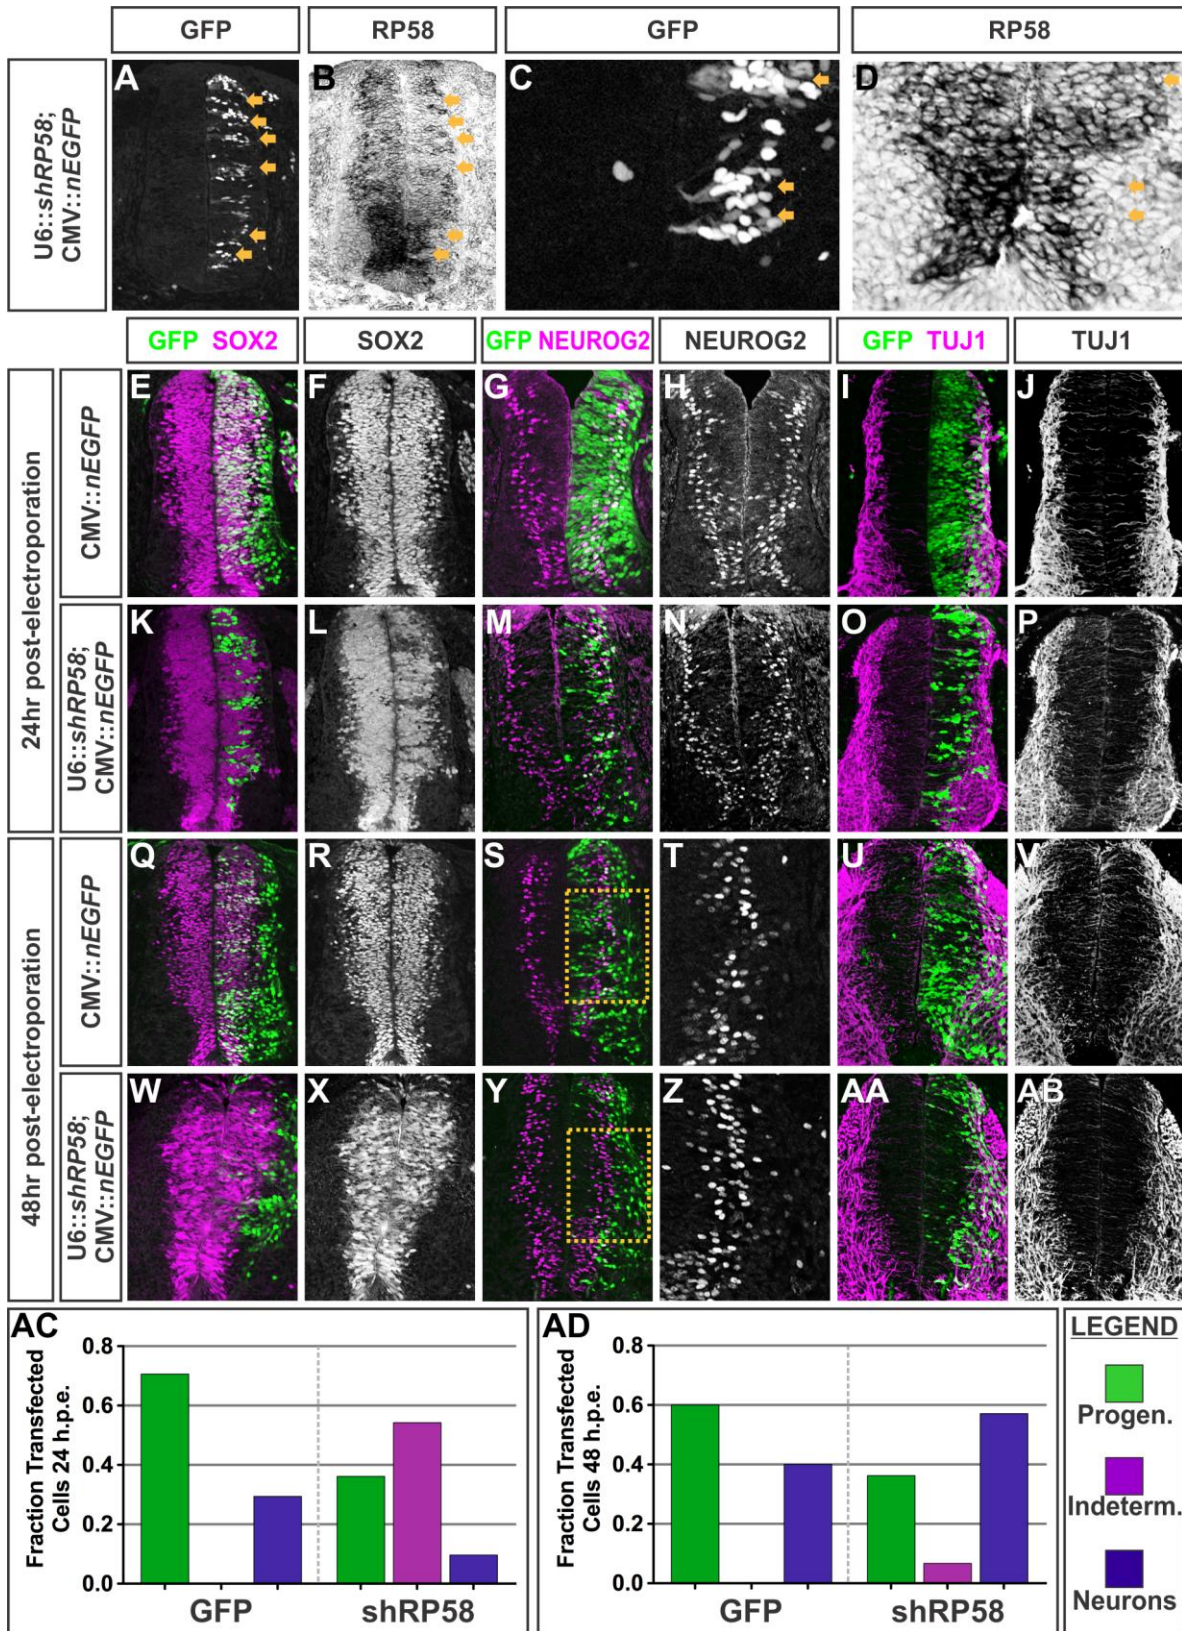 GFP RP58 GFP RP58
U6::shRP58;
CMV::nEGFP
A B C D
GFP SOX2 SOX2 GFP NEUROG2 NEUROG2 GFP TUJ1 TUJ1
24hr post-electroporation
CMV::nEGFP
E F G H I J
U6::shRP58;
CMV::nEGFP
K L M N O P
48hr post-electroporation
CMV::nEGFP
Q R S T U V
U6::shRP58;
CMV::nEGFP
W X Y Z AA AB
AC
Fraction Transfected
Cells 24 h.p.e.
0.8
0.6
0.4
0.2
0.0
GFP shRP58
AD
Fraction Transfected
Cells 48 h.p.e.
0.8
0.6
0.4
0.2
0.0
GFP shRP58
LEGEND
Progen.
Indeterm.
Neurons